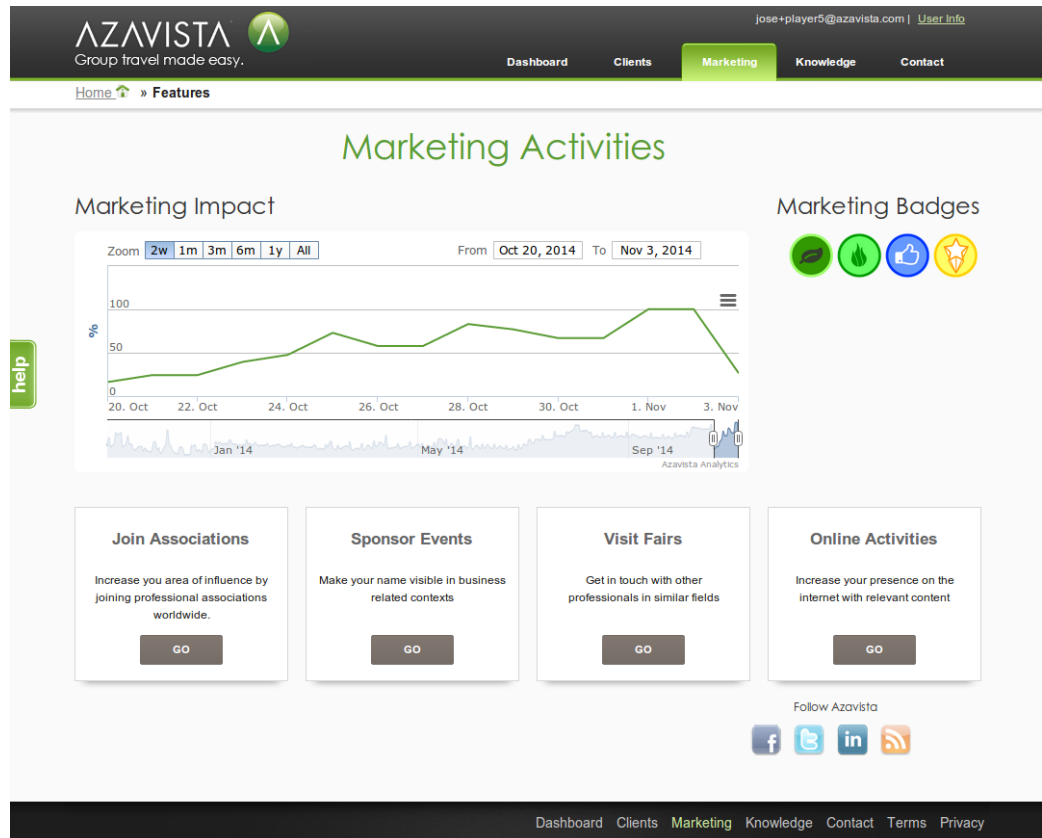 AZAVISTA
Group travel made easy.
jose+player5@azavista.com | User Info
Dashboard Clients Marketing Knowledge Contact
Home » Features
Marketing Activities
Marketing Impact
Marketing Badges
Zoom 2w 1m 3m 6m 1y All From Oct 20, 2014 To Nov 3, 2014
%
100
50
0
20. Oct 22. Oct 24. Oct 26. Oct 28. Oct 30. Oct 1. Nov 3. Nov
Jan '14 May '14 Sep '14
Azavista Analytics
help
Join Associations
Increase you area of influence by
joining professional associations
worldwide.
GO
Sponsor Events
Make your name visible in business
related contexts
GO
Visit Fairs
Get in touch with other
professionals in similar fields
GO
Online Activities
Increase your presence on the
internet with relevant content
GO
Follow Azavista
f
in
Dashboard Clients Marketing Knowledge Contact Terms Privacy